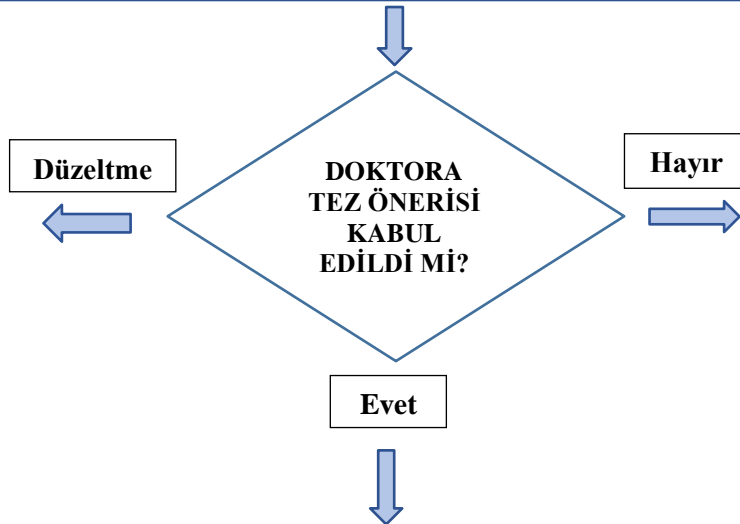 Düzeltme
DOKTORA
TEZ ÖNERİSİ
KABUL
EDİLDİ Mİ?
Hayır
Evet